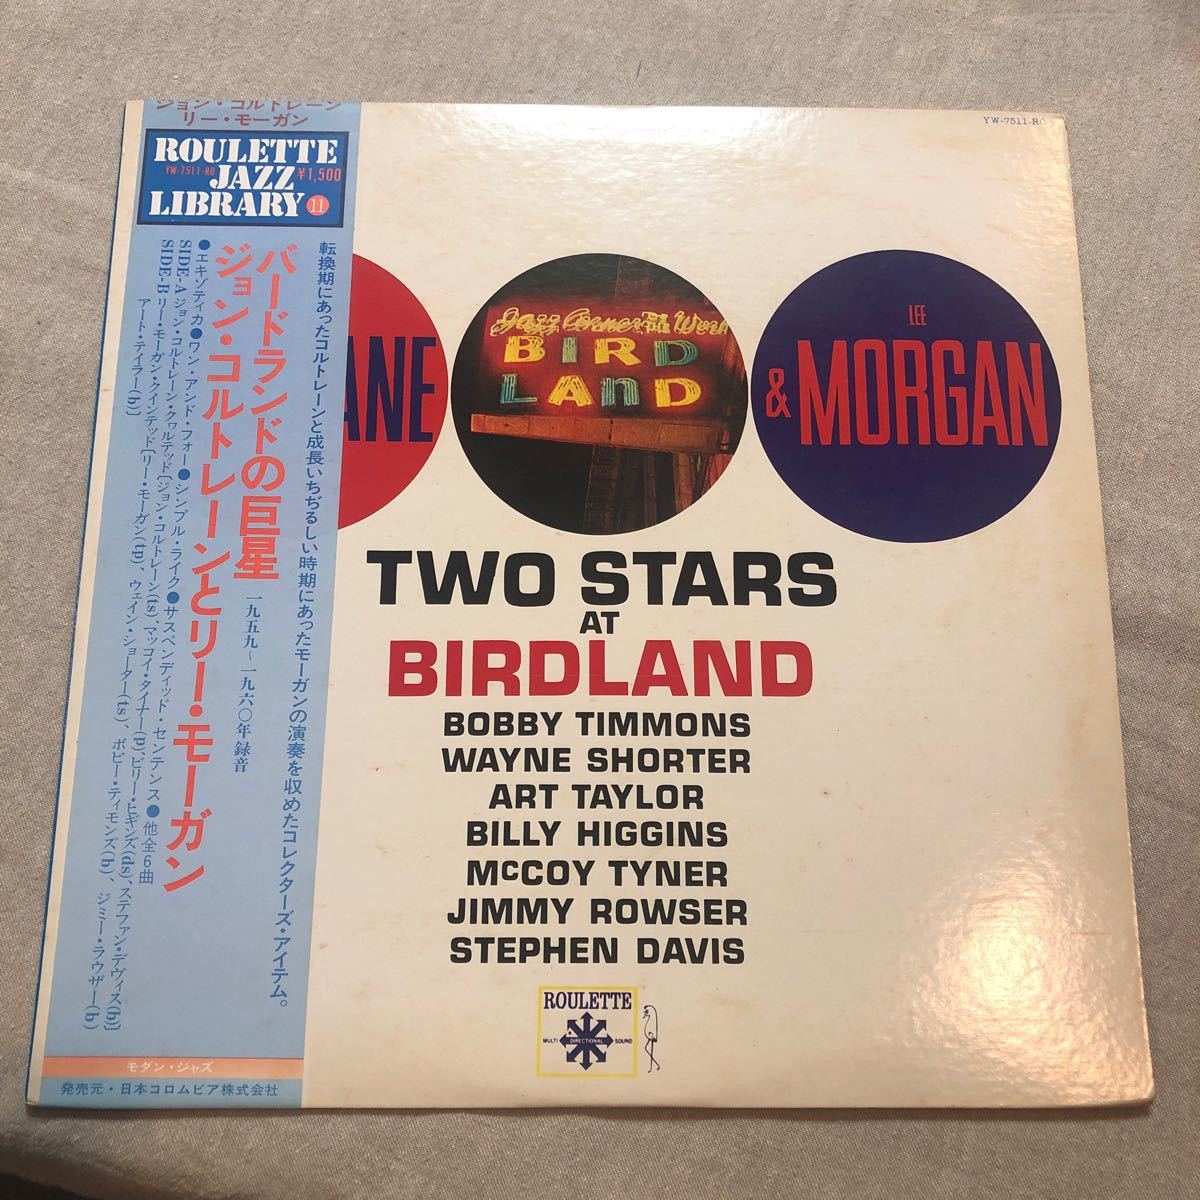 ジョン・コルトレーン
リー・モーガン
ROULETTE
YW-7511-RO
JAZZ
¥1,500
LIBRARY
11
転換期にあったコルトレーンと成長いちぢるしい時期にあったモーガンの演奏を収めたコレクターズ・アイテム。
バードランドの巨星
一九五九〜一九六〇年録音
ジョン・コルトレーンとリー・モーガン
●エキゾティカ●ワン・アンド・フォー●シンプル・ライク●サスペンディッド・センテンス●他全6曲
SIDE-A ジョン・コルトレーン・クヮルテッド[ジョン・コルトレーン(ts)、マッコイ・タイナー(p)、ビリー・ヒギンズ(ds)、ステファン・デヴィス(b)]
SIDE-B リー・モーガン・クインテッド[リー・モーガン(tp)、ウェイン・ショーター(ts)、ボビー・ティモンズ(b)、ジミー・ラウザー(b)
アート・テイラー(b)]
モダン・ジャズ
発売元・日本コロムビア株式会社
YW-7511-RO
ANE
Jazz Corner
BIRD
LAND
LEE
& MORGAN
TWO STARS
AT
BIRDLAND
BOBBY TIMMONS
WAYNE SHORTER
ART TAYLOR
BILLY HIGGINS
McCOY TYNER
JIMMY ROWSER
STEPHEN DAVIS
ROULETTE
MULTI DIRECTIONAL SOUND